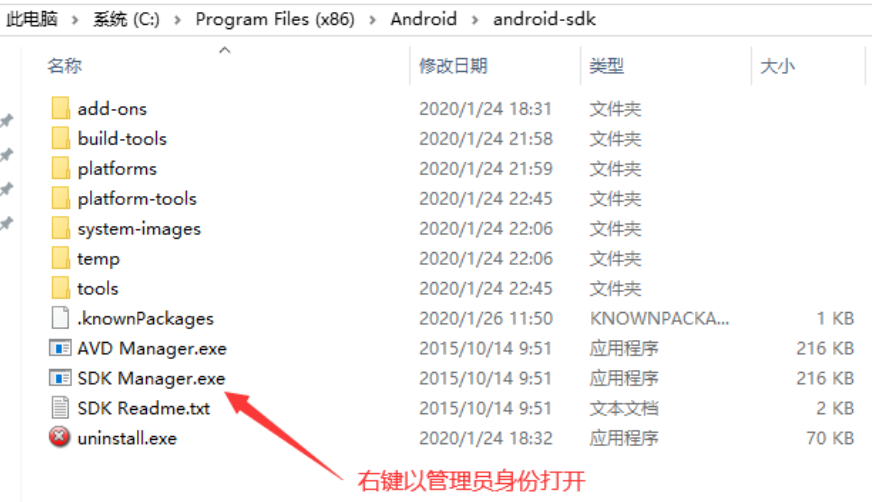 此电脑 › 系统 (C:) › Program Files (x86) › Android › android-sdk
名称 修改日期 类型 大小
add-ons 2020/1/24 18:31 文件夹
build-tools 2020/1/24 21:58 文件夹
platforms 2020/1/24 21:59 文件夹
platform-tools 2020/1/24 22:45 文件夹
system-images 2020/1/24 22:06 文件夹
temp 2020/1/24 22:06 文件夹
tools 2020/1/24 22:45 文件夹
.knownPackages 2020/1/26 11:50 KNOWNPACKA... 1 KB
AVD Manager.exe 2015/10/14 9:51 应用程序 216 KB
SDK Manager.exe 2015/10/14 9:51 应用程序 216 KB
SDK Readme.txt 2015/10/14 9:51 文本文档 2 KB
uninstall.exe 2020/1/24 18:32 应用程序 70 KB
右键以管理员身份打开